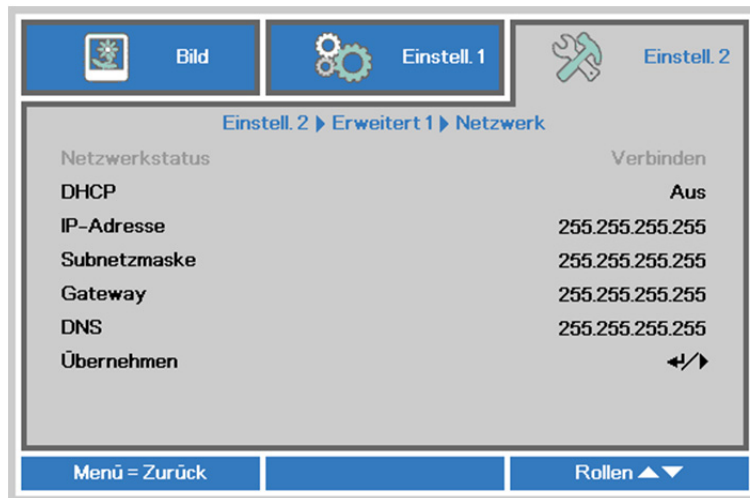 Bild
Einstell. 1
Einstell. 2
Einstell. 2 ▶ Erweitert 1 ▶ Netzwerk
Netzwerkstatus Verbinden
DHCP Aus
IP-Adresse 255.255.255.255
Subnetzmaske 255.255.255.255
Gateway 255.255.255.255
DNS 255.255.255.255
Übernehmen ↵/▶
Menü = Zurück
Rollen ▲▼